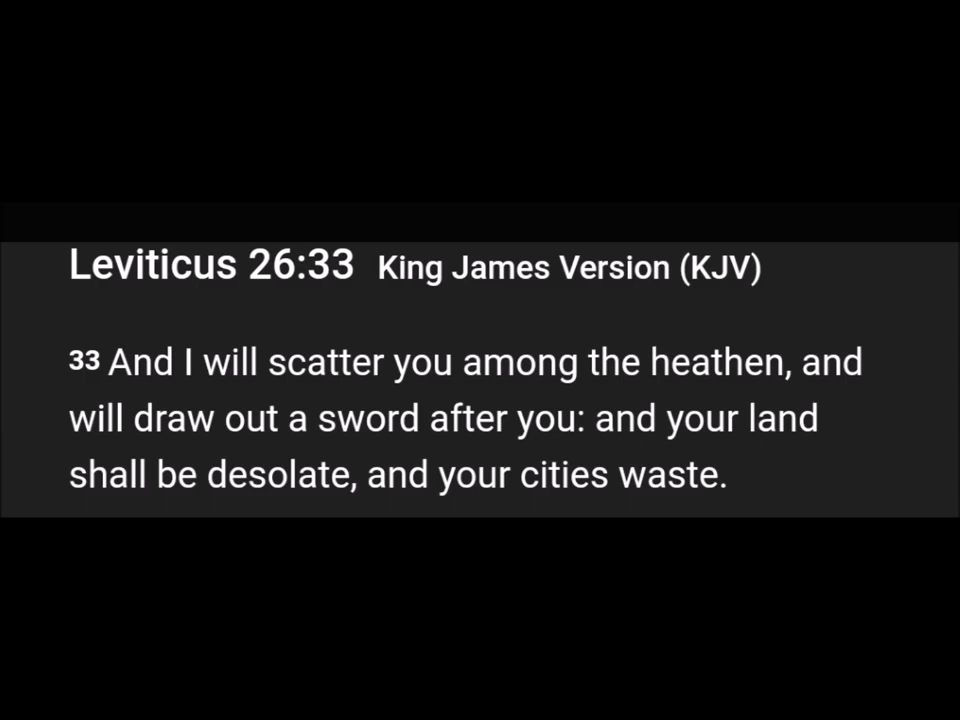 Leviticus 26:33 King James Version (KJV)
33 And I will scatter you among the heathen, and
will draw out a sword after you: and your land
shall be desolate, and your cities waste.